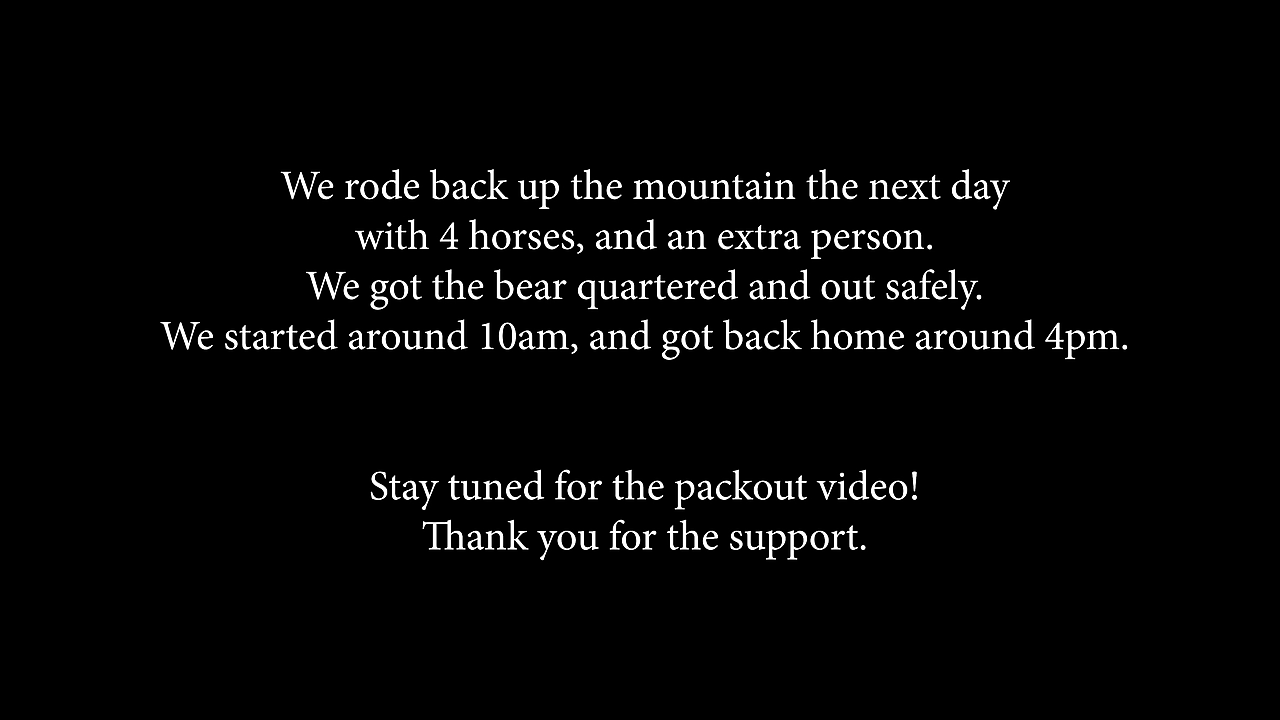 We rode back up the mountain the next day
with 4 horses, and an extra person.
We got the bear quartered and out safely.
We started around 10am, and got back home around 4pm.
Stay tuned for the packout video!
Thank you for the support.